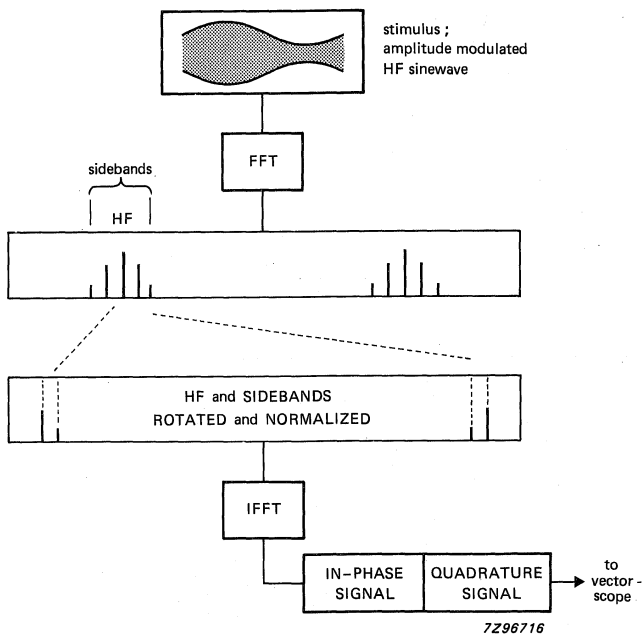 stimulus ;
amplitude modulated
HF sinewave
FFT
sidebands
HF
HF and SIDEBANDS
ROTATED and NORMALIZED
IFFT
IN-PHASE
SIGNAL
QUADRATURE
SIGNAL
to
vector-
scope
7Z96716